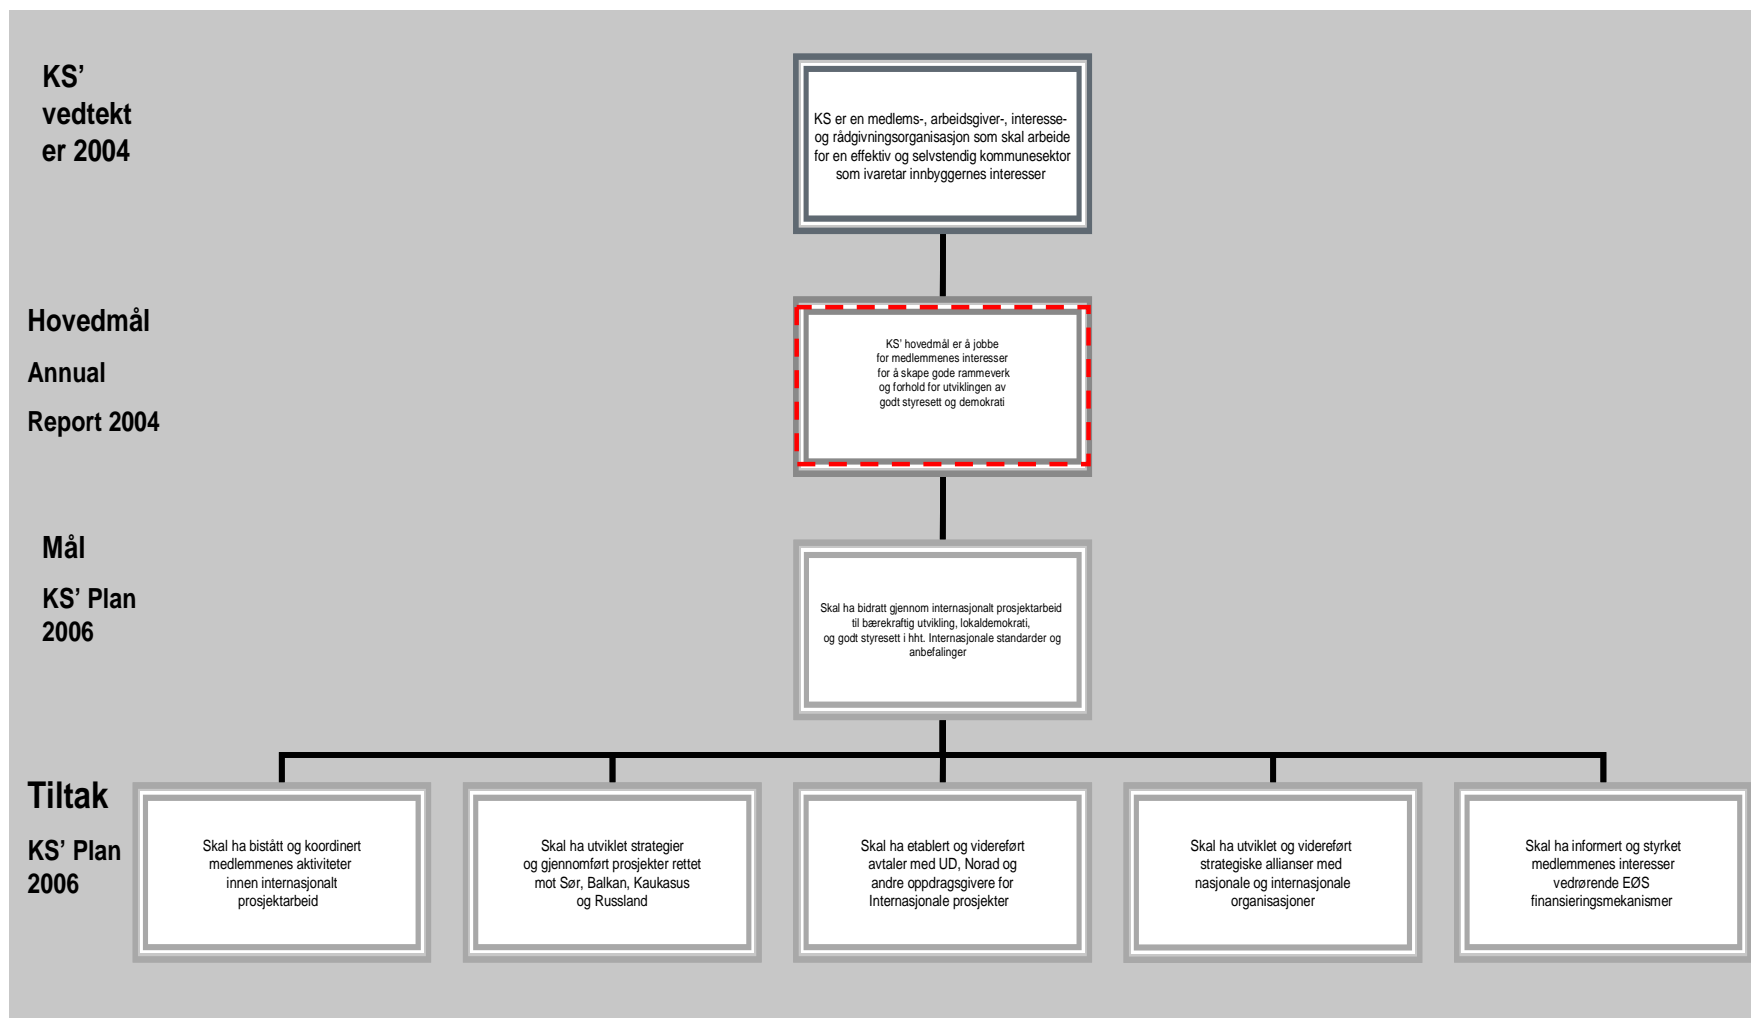 KS’
vedtekt
er 2004
KS er en medlems-, arbeidsgiver-, interesse-
og rådgivningsorganisasjon som skal arbeide
for en effektiv og selvstendig kommunesektor
som ivaretar innbyggernes interesser
Hovedmål
Annual
Report 2004
KS’ hovedmål er å jobbe
for medlemmenes interesser
for å skape gode rammeverk
og forhold for utviklingen av
godt styresett og demokrati
Mål
KS’ Plan
2006
Skal ha bidratt gjennom internasjonalt prosjektarbeid
til bærekraftig utvikling, lokaldemokrati,
og godt styresett i hht. Internasjonale standarder og
anbefalinger
Tiltak
KS’ Plan
2006
Skal ha bistått og koordinert
medlemmenes aktiviteter
innen internasjonalt
prosjektarbeid
Skal ha utviklet strategier
og gjennomført prosjekter rettet
mot Sør, Balkan, Kaukasus
og Russland
Skal ha etablert og videreført
avtaler med UD, Norad og
andre oppdragsgivere for
Internasjonale prosjekter
Skal ha utviklet og videreført
strategiske allianser med
nasjonale og internasjonale
organisasjoner
Skal ha informert og styrket
medlemmenes interesser
vedrørende EØS
finansieringsmekanismer